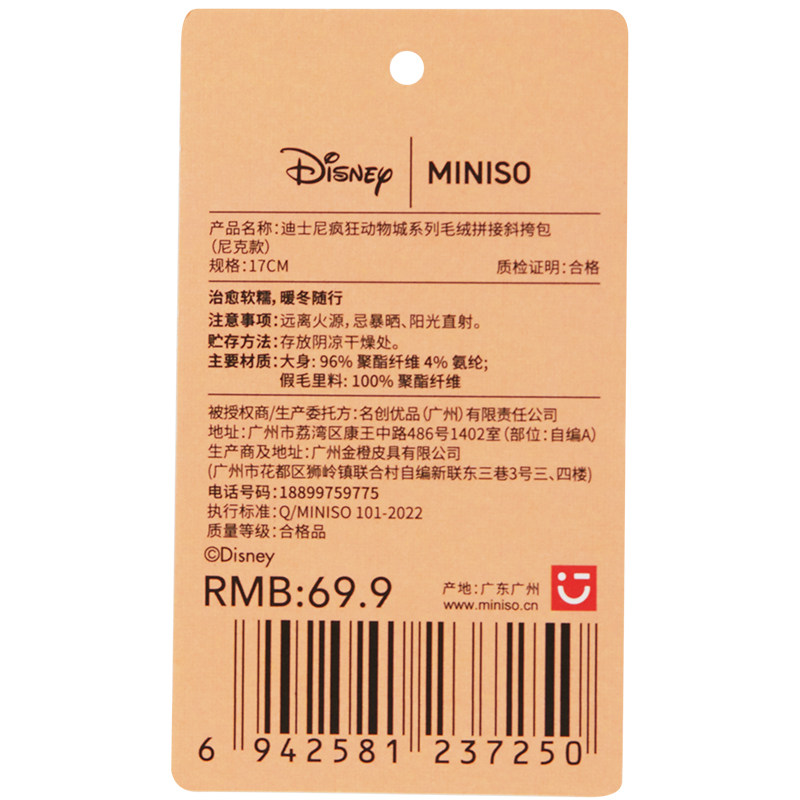 Disney | MINISO
产品名称:迪士尼疯狂动物城系列毛绒拼接斜挎包
(尼克款)
规格:17CM 质检证明:合格
治愈软糯,暖冬随行
注意事项:远离火源,忌暴晒、阳光直射。
贮存方法:存放阴凉干燥处。
主要材质:大身: 96% 聚酯纤维 4% 氨纶;
假毛里料: 100% 聚酯纤维
被授权商/生产委托方:名创优品(广州)有限责任公司
地址:广州市荔湾区康王中路486号1402室(部位:自编A)
生产商及地址:广州金橙皮具有限公司
(广州市花都区狮岭镇联合村自编新联东三巷3号三、四楼)
电话号码:18899759775
执行标准:Q/MINISO 101-2022
质量等级:合格品
©Disney
RMB:69.9
产地:广东广州
www.miniso.cn
6 942581 237250